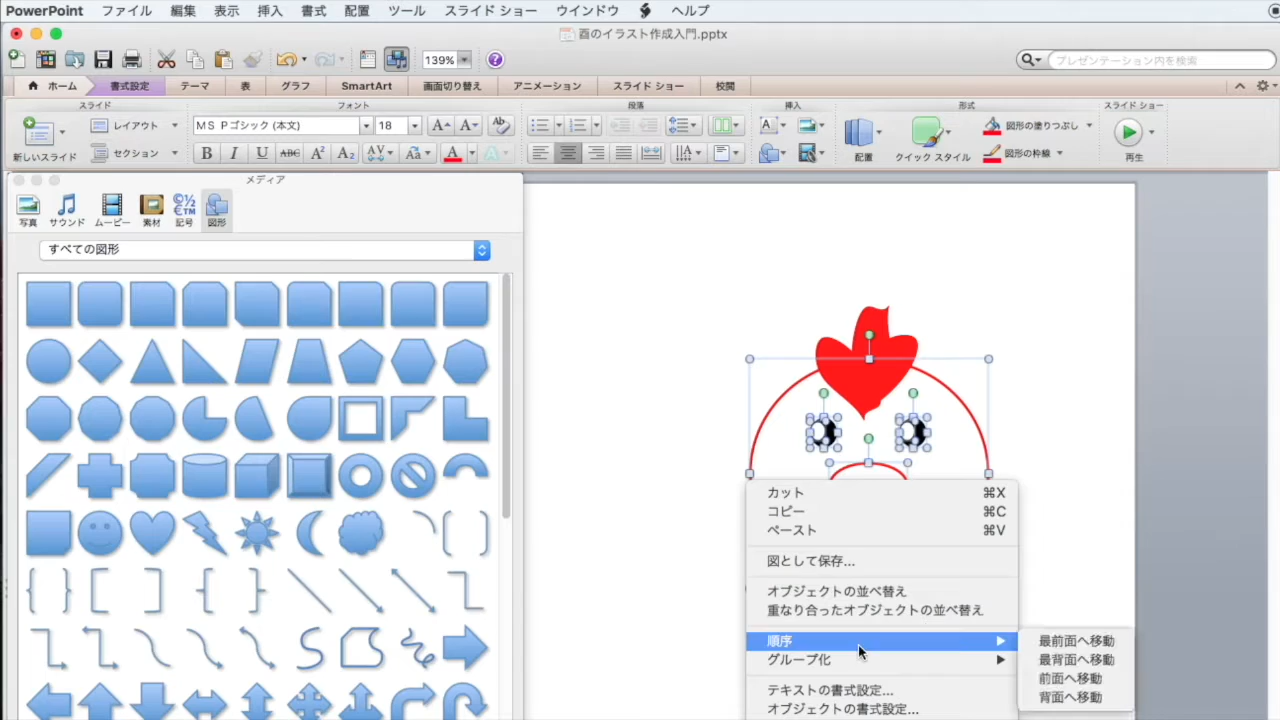 PowerPoint ファイル 編集 表示 挿入 書式 配置 ツール スライド ショー ウインドウ ヘルプ
酉のイラスト作成入門.pptx
139% プレゼンテーション内を検索
ホーム 書式設定 テーマ 表 グラフ SmartArt 画面切り替え アニメーション スライド ショー 校閲
スライド フォント 段落 挿入 形式 スライド ショー
レイアウト MS Pゴシック (本文) 18 図形の塗りつぶし
新しいスライド セクション 配置 クイック スタイル 図形の枠線 再生
メディア
写真 サウンド ムービー 素材 記号 図形
すべての図形
カット ⌘X
コピー ⌘C
ペースト ⌘V
図として保存...
オブジェクトの並べ替え
重なり合ったオブジェクトの並べ替え
順序
グループ化
テキストの書式設定...
オブジェクトの書式設定...
最前面へ移動
最背面へ移動
前面へ移動
背面へ移動